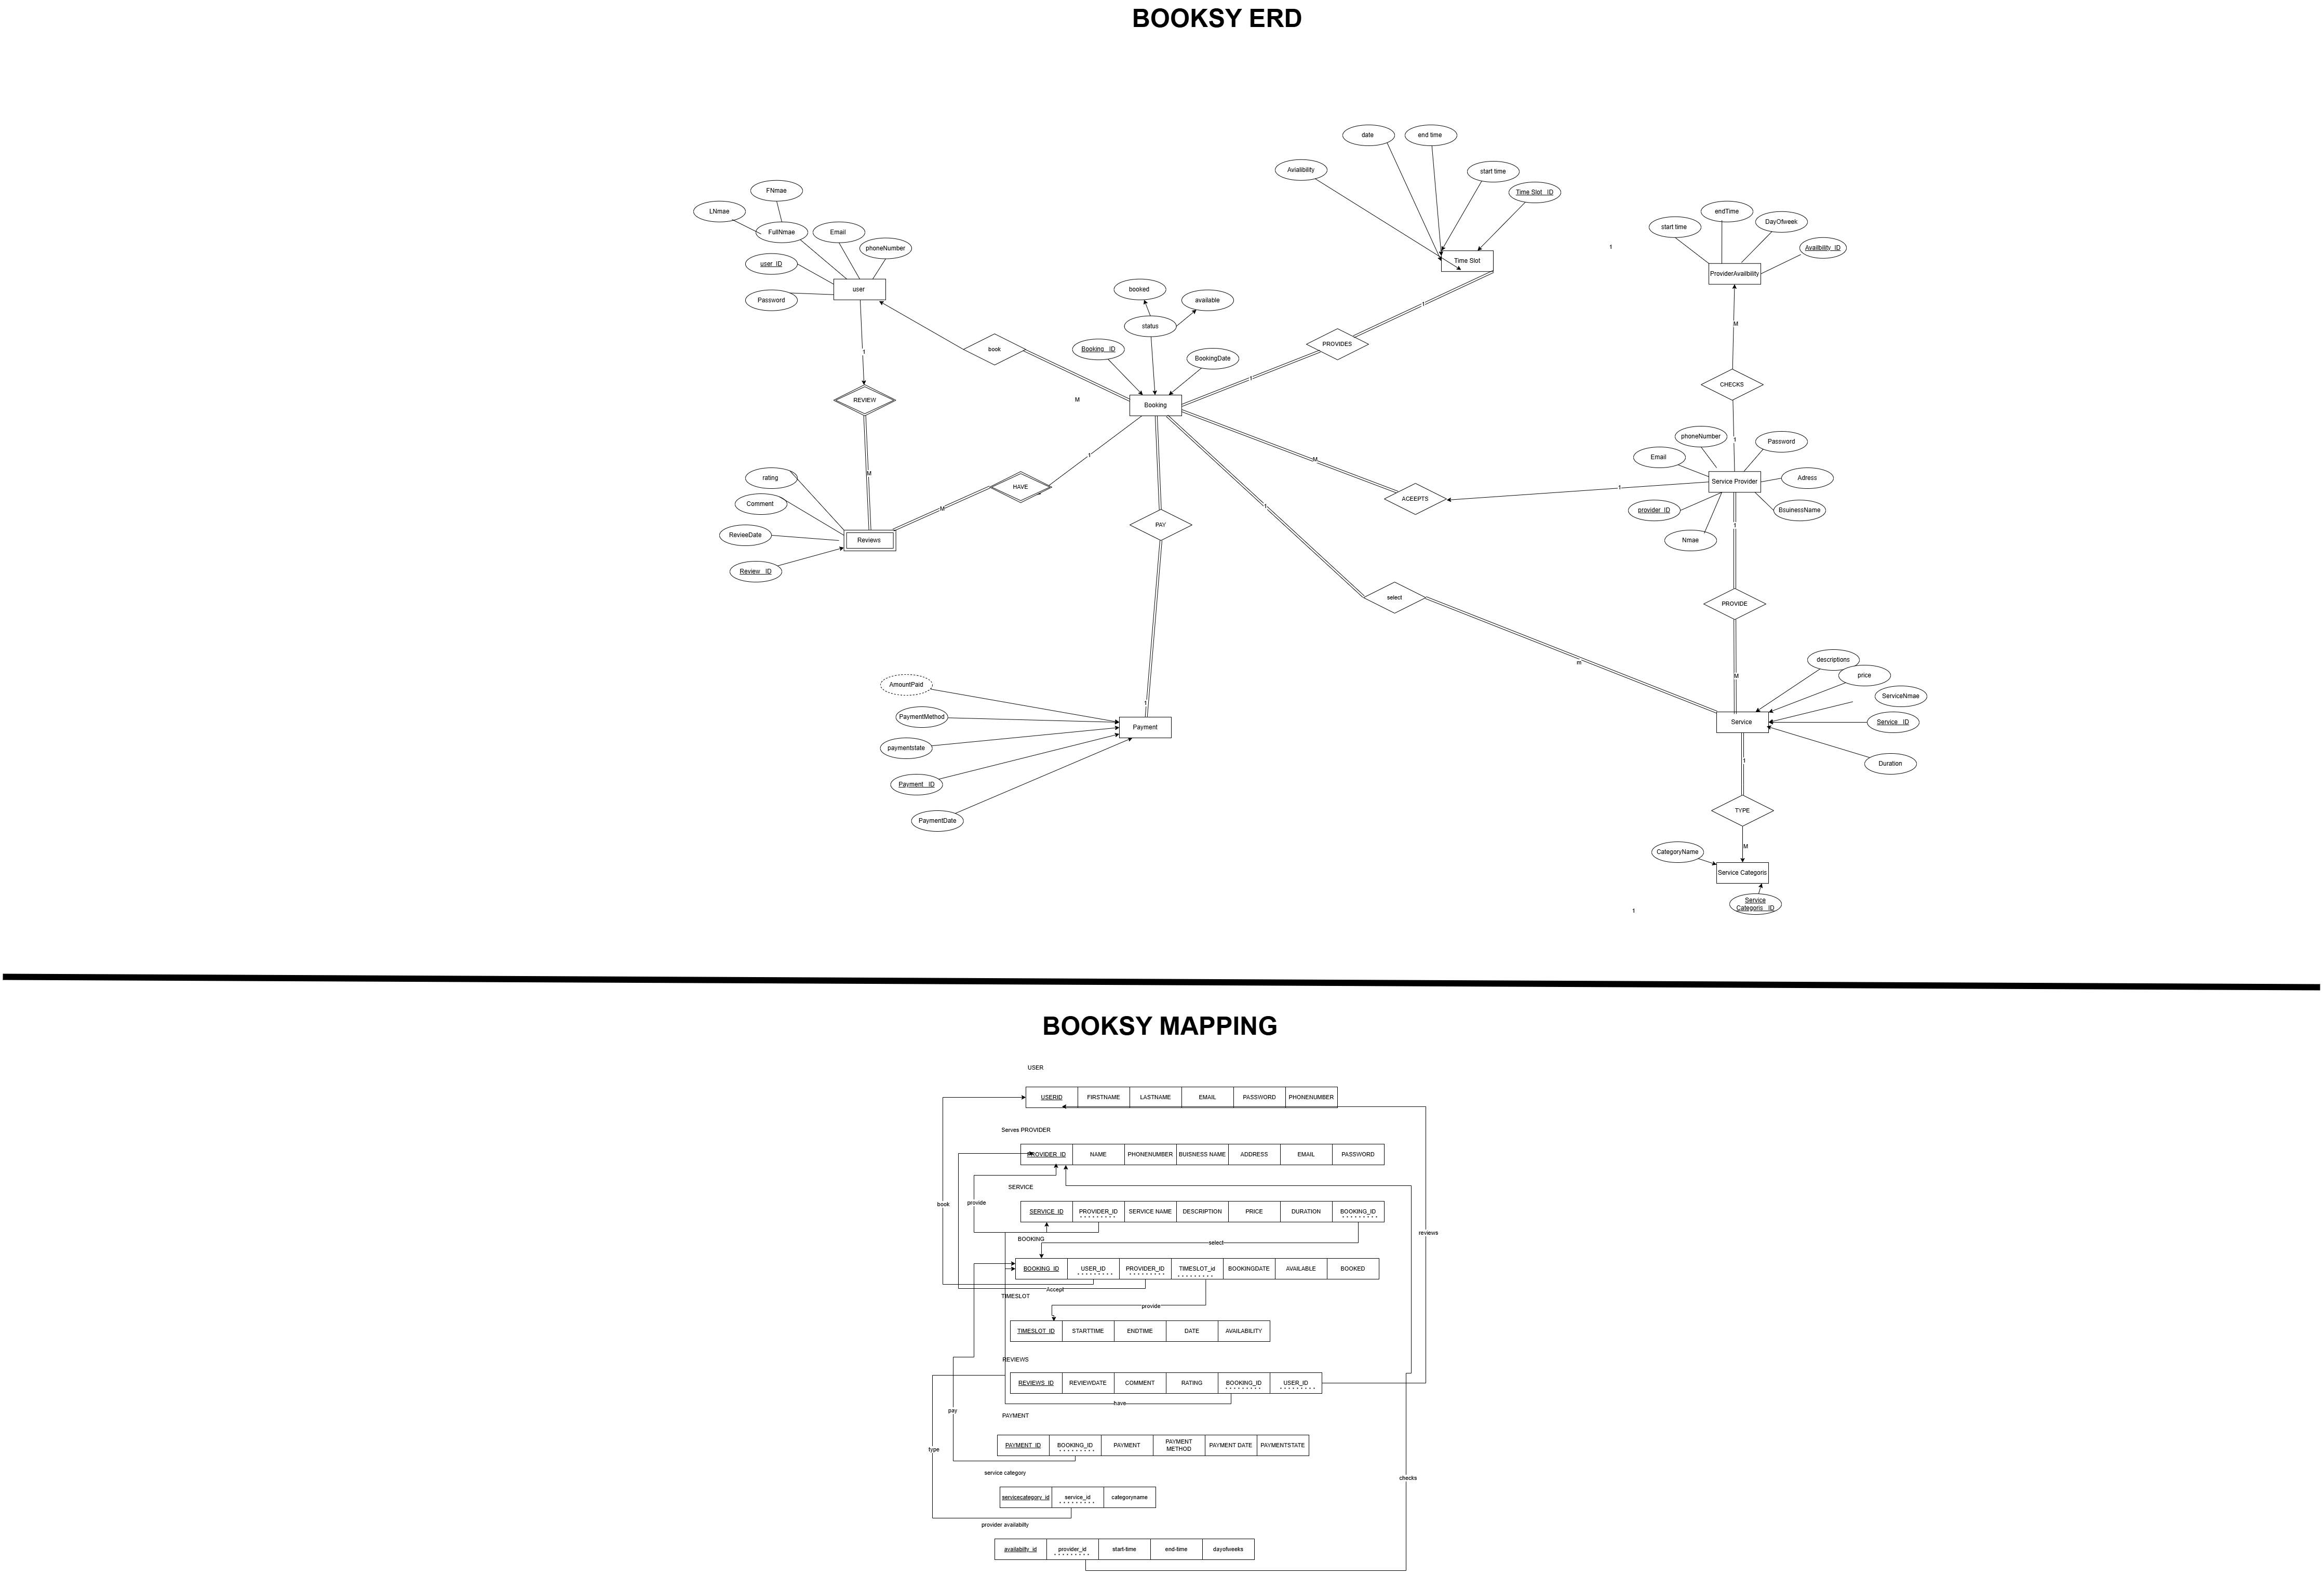 BOOKSY ERD
date
end time
Avialibility
start time
Time Slot _ID
Time Slot
FNmae
LNmae
FullNmae
Email
phoneNumber
user_ID
Password
user
endTime
start time
DayOfweek
Availbility_ID
ProviderAvailbility
1
booked
available
status
Booking _ID
BookingDate
Booking
book
M
PROVIDES
1
1
M
CHECKS
1
1
REVIEW
M
phoneNumber
Password
Email
Service Provider
Adress
provider_ID
BsuinessName
Nmae
rating
Comment
RevieeDate
Review _ID
Reviews
HAVE
1
M
M
ACEEPTS
1
PAY
1
1
select
m
1
PROVIDE
M
descriptions
price
ServiceNmae
Service _ID
Service
Duration
AmountPaid
PaymentMethod
paymentstate
Payment _ID
PaymentDate
Payment
1
TYPE
M
CategoryName
Service Categoris
Service
Categoris _ID
1
BOOKSY MAPPING
USER
USERID FIRSTNAME LASTNAME EMAIL PASSWORD PHONENUMBER
Serves PROVIDER
PROVIDER_ID NAME PHONENUMBER BUISNESS NAME ADDRESS EMAIL PASSWORD
SERVICE
book
provide
SERVICE_ID PROVIDER_ID SERVICE NAME DESCRIPTION PRICE DURATION BOOKING_ID
reviews
BOOKING
select
BOOKING_ID USER_ID PROVIDER_ID TIMESLOT_id BOOKINGDATE AVAILABLE BOOKED
Accept
TIMESLOT
provide
TIMESLOT_ID STARTTIME ENDTIME DATE AVAILABILITY
REVIEWS
REVIEWS_ID REVIEWDATE COMMENT RATING BOOKING_ID USER_ID
have
pay
PAYMENT
PAYMENT_ID BOOKING_ID PAYMENT PAYMENT METHOD PAYMENT DATE PAYMENTSTATE
type
service category
checks
servicecategory_id service_id categoryname
provider availabilty
availabilty_id provider_id start-time end-time dayofweeks